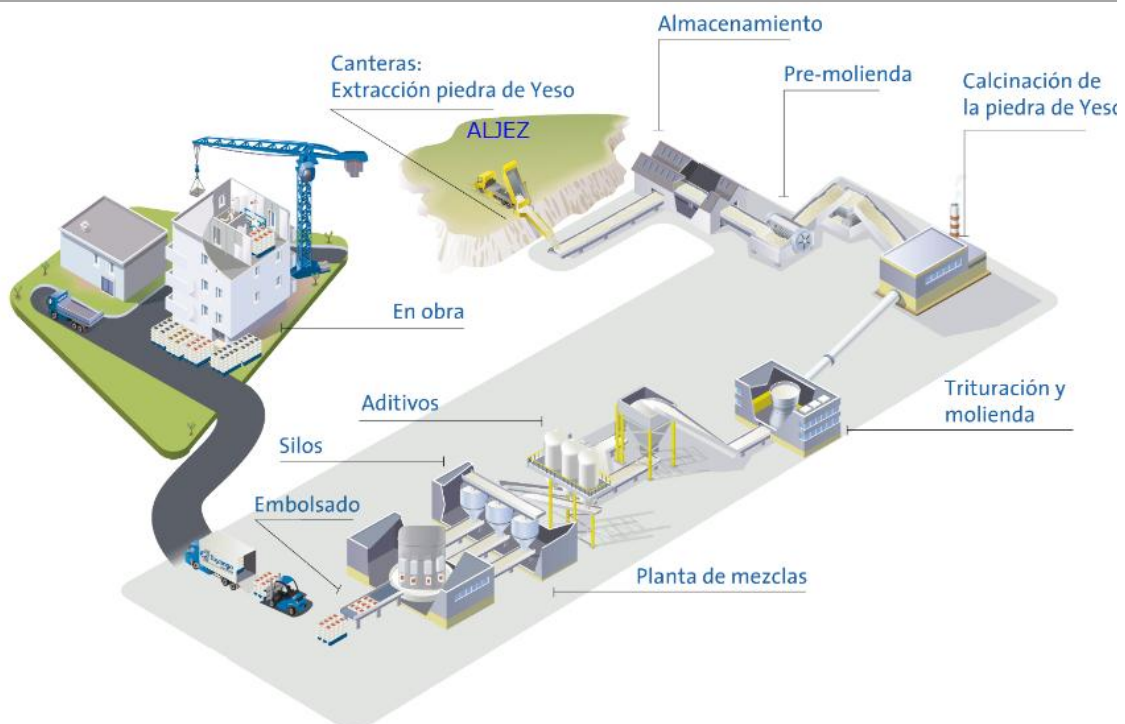 Almacenamiento
Canteras:
Extracción piedra de Yeso
Pre-molienda
Calcinación de
la piedra de Yeso
ALJEZ
En obra
Trituración y
molienda
Aditivos
Silos
Embolsado
Planta de mezclas